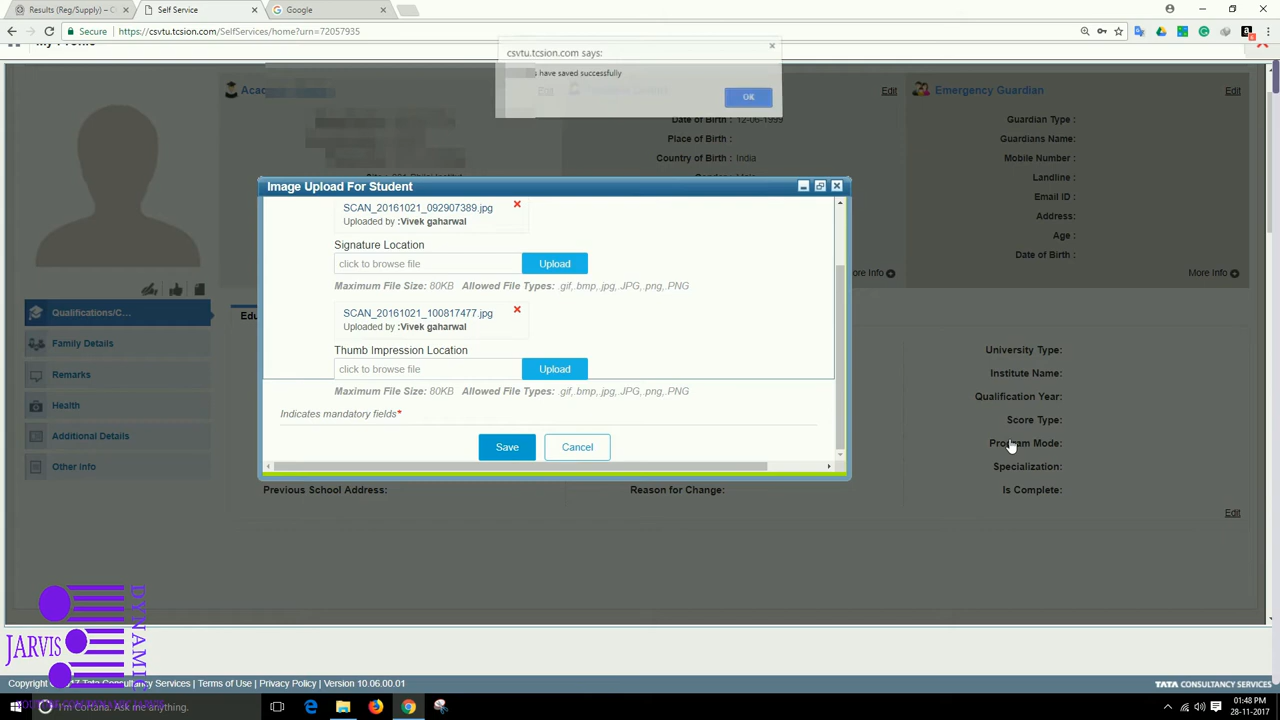 Results (Reg/Supply) – C
Self Service
Google
Secure
https://csvtu.tcsion.com/SelfServices/home?urn=72057935
csvtu.tcsion.com says:
s have saved successfully
OK
Edit
Edit
Emergency Guardian
Edit
Date of Birth : 12-06-1999
Place of Birth :
Country of Birth : India
Guardian Type :
Guardians Name:
Mobile Number :
Landline :
Email ID :
Address:
Age :
Date of Birth :
ore Info
More Info
Image Upload For Student
SCAN_20161021_092907389.jpg
Uploaded by :Vivek gaharwal
Signature Location
click to browse file
Upload
Maximum File Size: 80KB Allowed File Types: .gif,.bmp,.jpg,.JPG,.png,.PNG
SCAN_20161021_100817477.jpg
Uploaded by :Vivek gaharwal
Thumb Impression Location
click to browse file
Upload
Maximum File Size: 80KB Allowed File Types: .gif,.bmp,.jpg,.JPG,.png,.PNG
Indicates mandatory fields*
Save
Cancel
Qualifications/C...
Family Details
Remarks
Health
Additional Details
Other Info
Edu
University Type:
Institute Name:
Qualification Year:
Score Type:
Program Mode:
Specialization:
Previous School Address:
Reason for Change:
Is Complete:
Edit
JARVIS
DYNAMIC
Tata Consultancy Services | Terms of Use | Privacy Policy | Version 10.06.00.01
TATA CONSULTANCY SERVICES
I'm Cortana. Ask me anything.
01:48 PM
28-11-2017